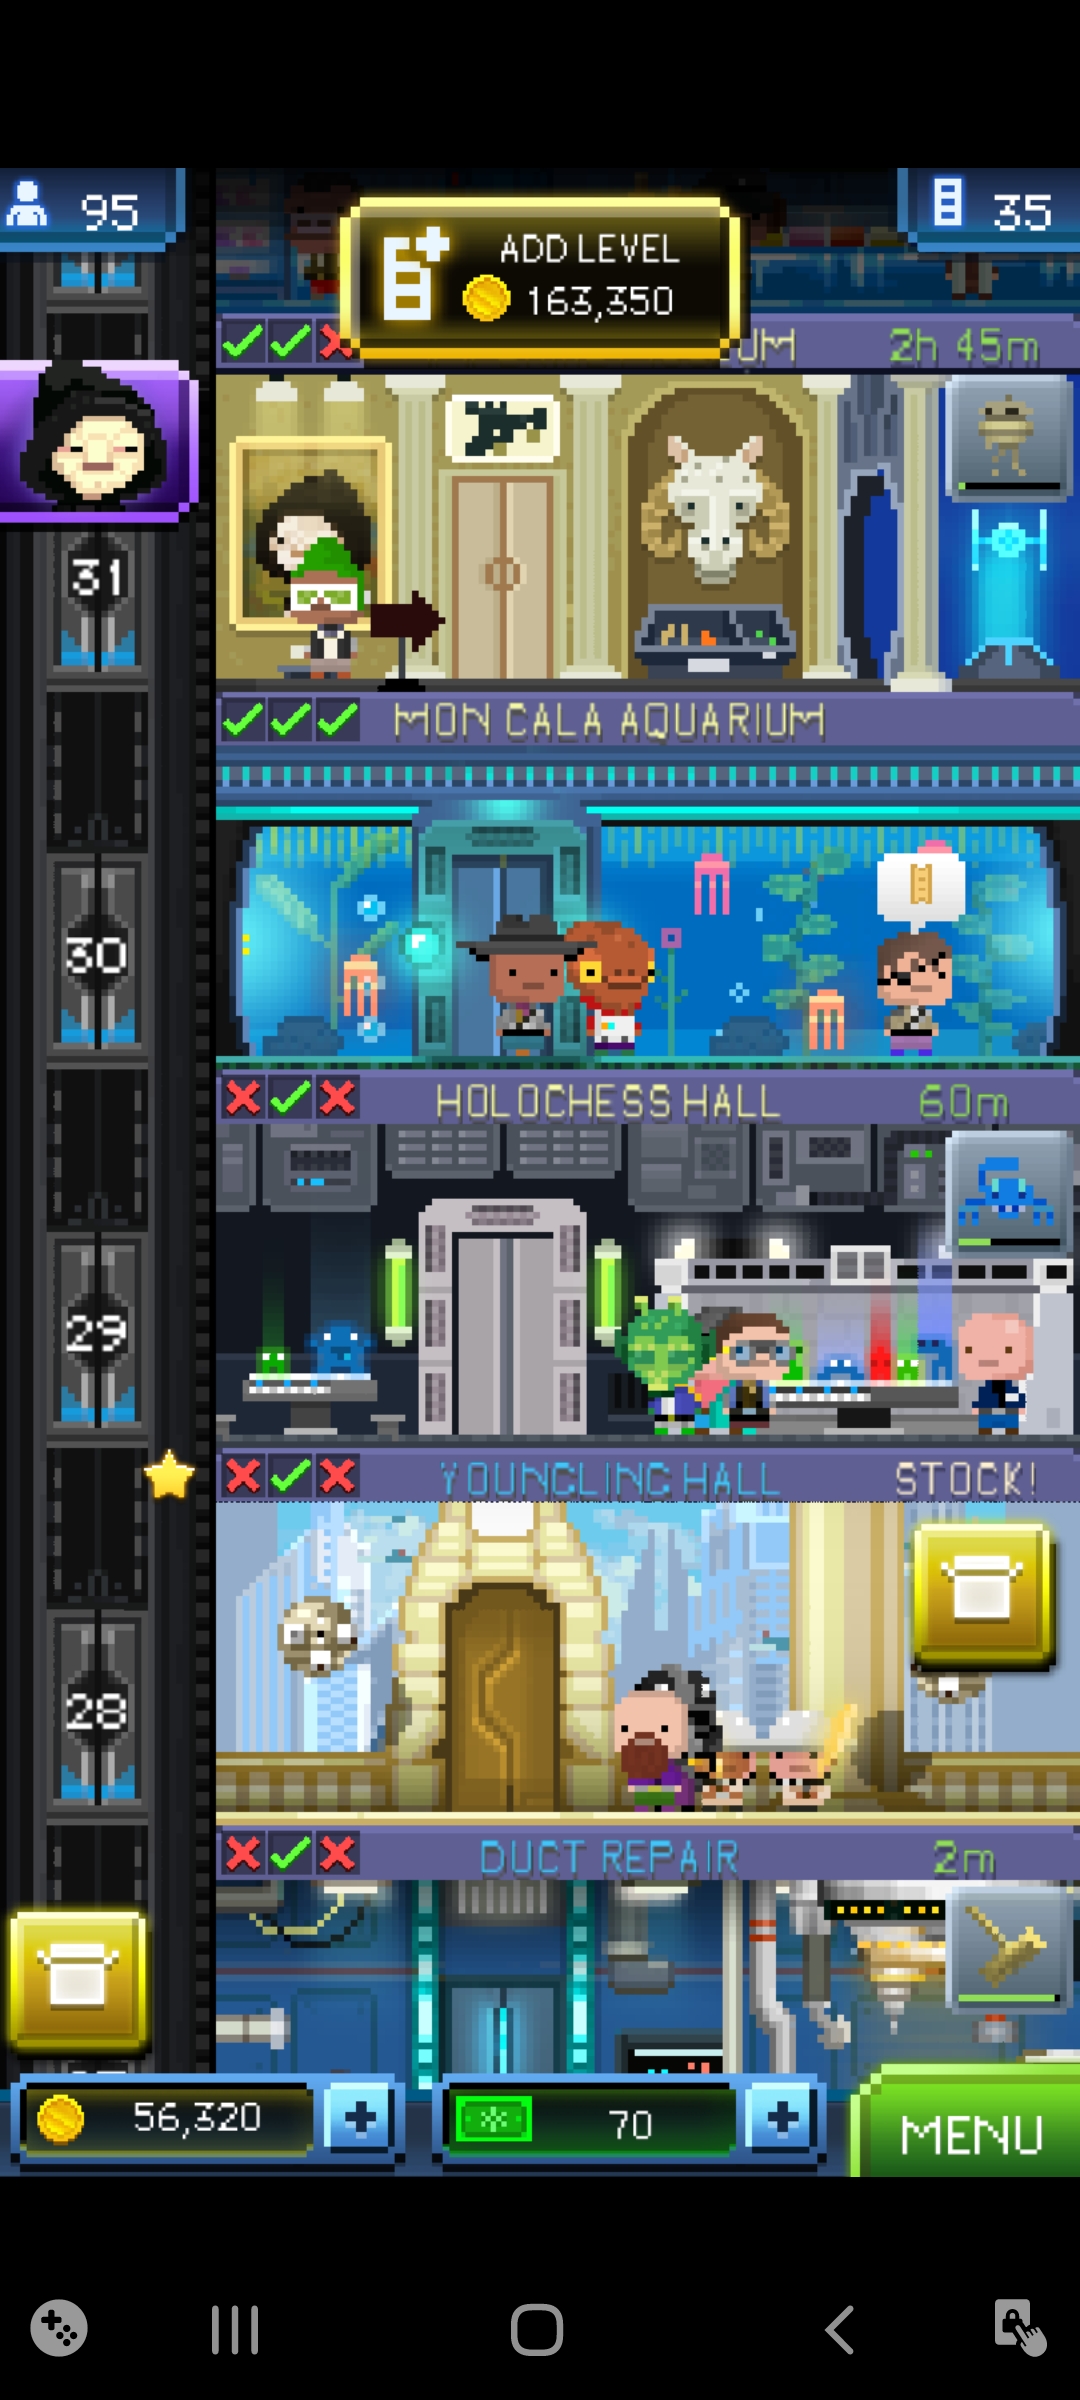 95
ADD LEVEL
163,350
35
UM
2h 45m
31
MON CALA AQUARIUM
30
HOLOCHESS HALL
60m
29
YOUNGLING HALL
STOCK!
28
DUCT REPAIR
2m
56,320
70
MENU